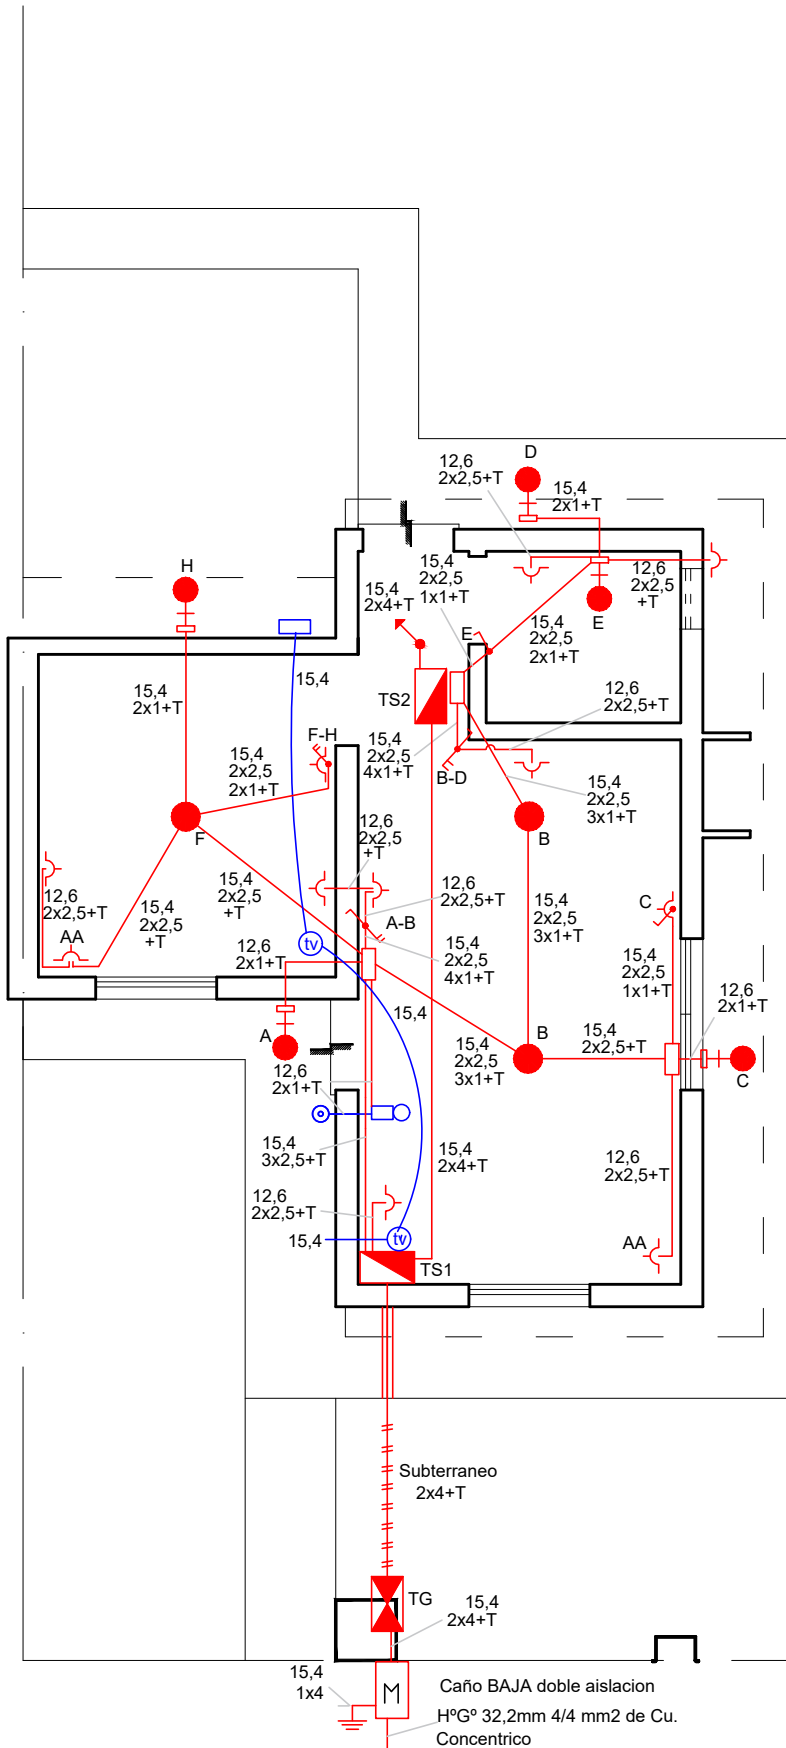 D
12,6
2x2,5+T
15,4
2x1+T
H
15,4
2x4+T
15,4
2x2,5
1x1+T
12,6
2x2,5
+T
E
15,4
2x2,5
2x1+T
E
15,4
15,4
2x1+T
TS2
12,6
2x2,5+T
F-H
15,4
2x2,5
4x1+T
15,4
2x2,5
2x1+T
B-D
15,4
2x2,5
3x1+T
F
B
12,6
2x2,5
+T
15,4
2x2,5
+T
12,6
2x2,5+T
12,6
2x2,5+T
15,4
2x2,5
+T
A-B
15,4
2x2,5
3x1+T
C
AA
12,6
2x1+T
15,4
2x2,5
4x1+T
tv
15,4
2x2,5
1x1+T
12,6
2x1+T
15,4
A
B
15,4
2x2,5
3x1+T
15,4
2x2,5+T
C
12,6
2x1+T
15,4
3x2,5+T
15,4
2x4+T
12,6
2x2,5+T
12,6
2x2,5+T
15,4
tv
AA
TS1
Subterraneo
2x4+T
TG
15,4
2x4+T
15,4
1x4
M
Caño BAJA doble aislacion
HºGº 32,2mm 4/4 mm2 de Cu.
Concentrico